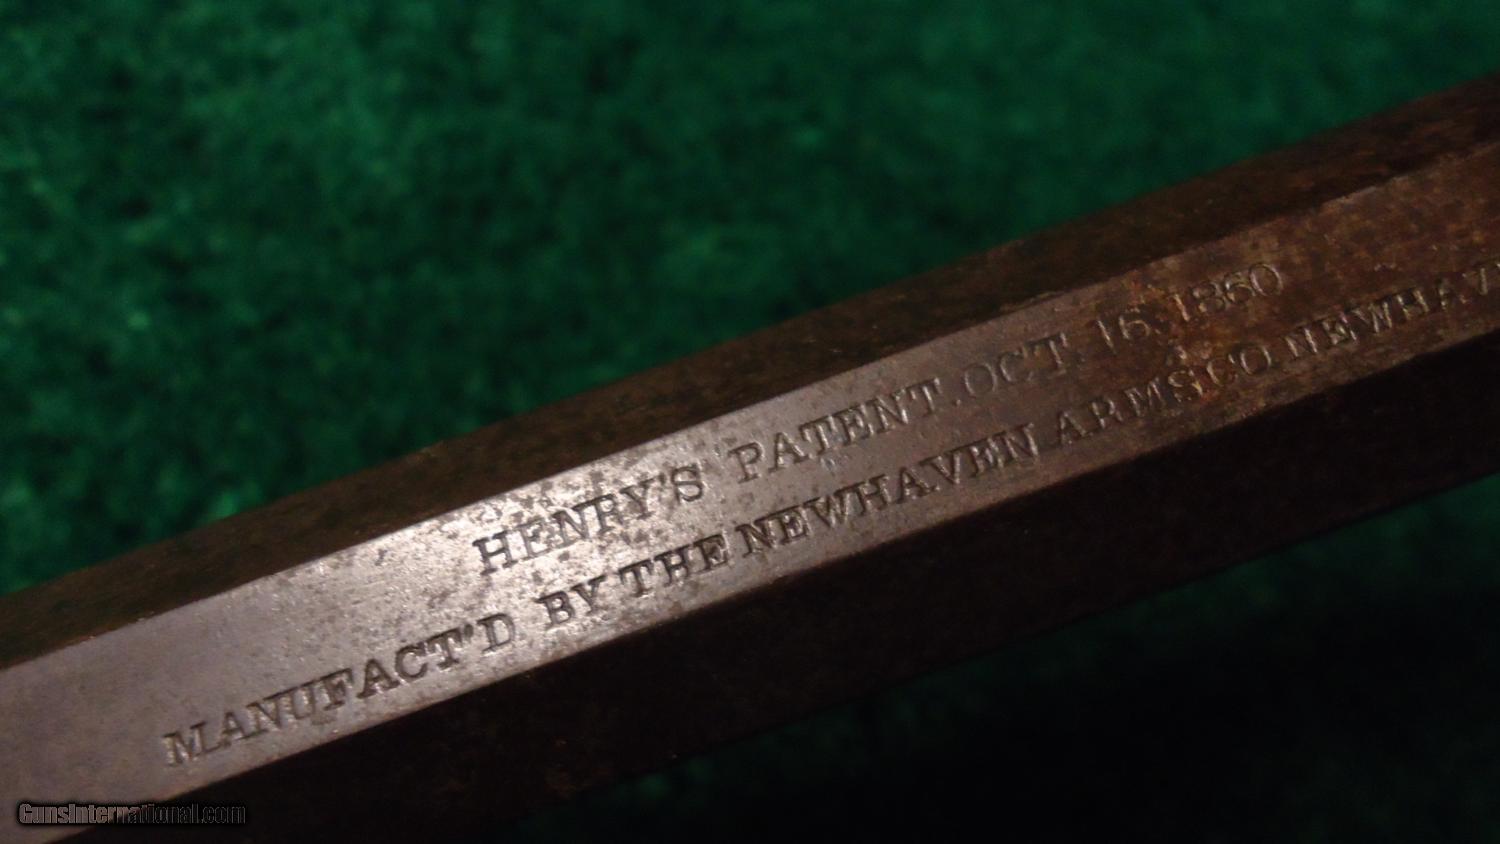 HENRY'S PATENT. OCT. 16. 1860
MANUFACT'D BY THE NEWHAVEN ARMS CO. NEWHAV
GunsInternational.com